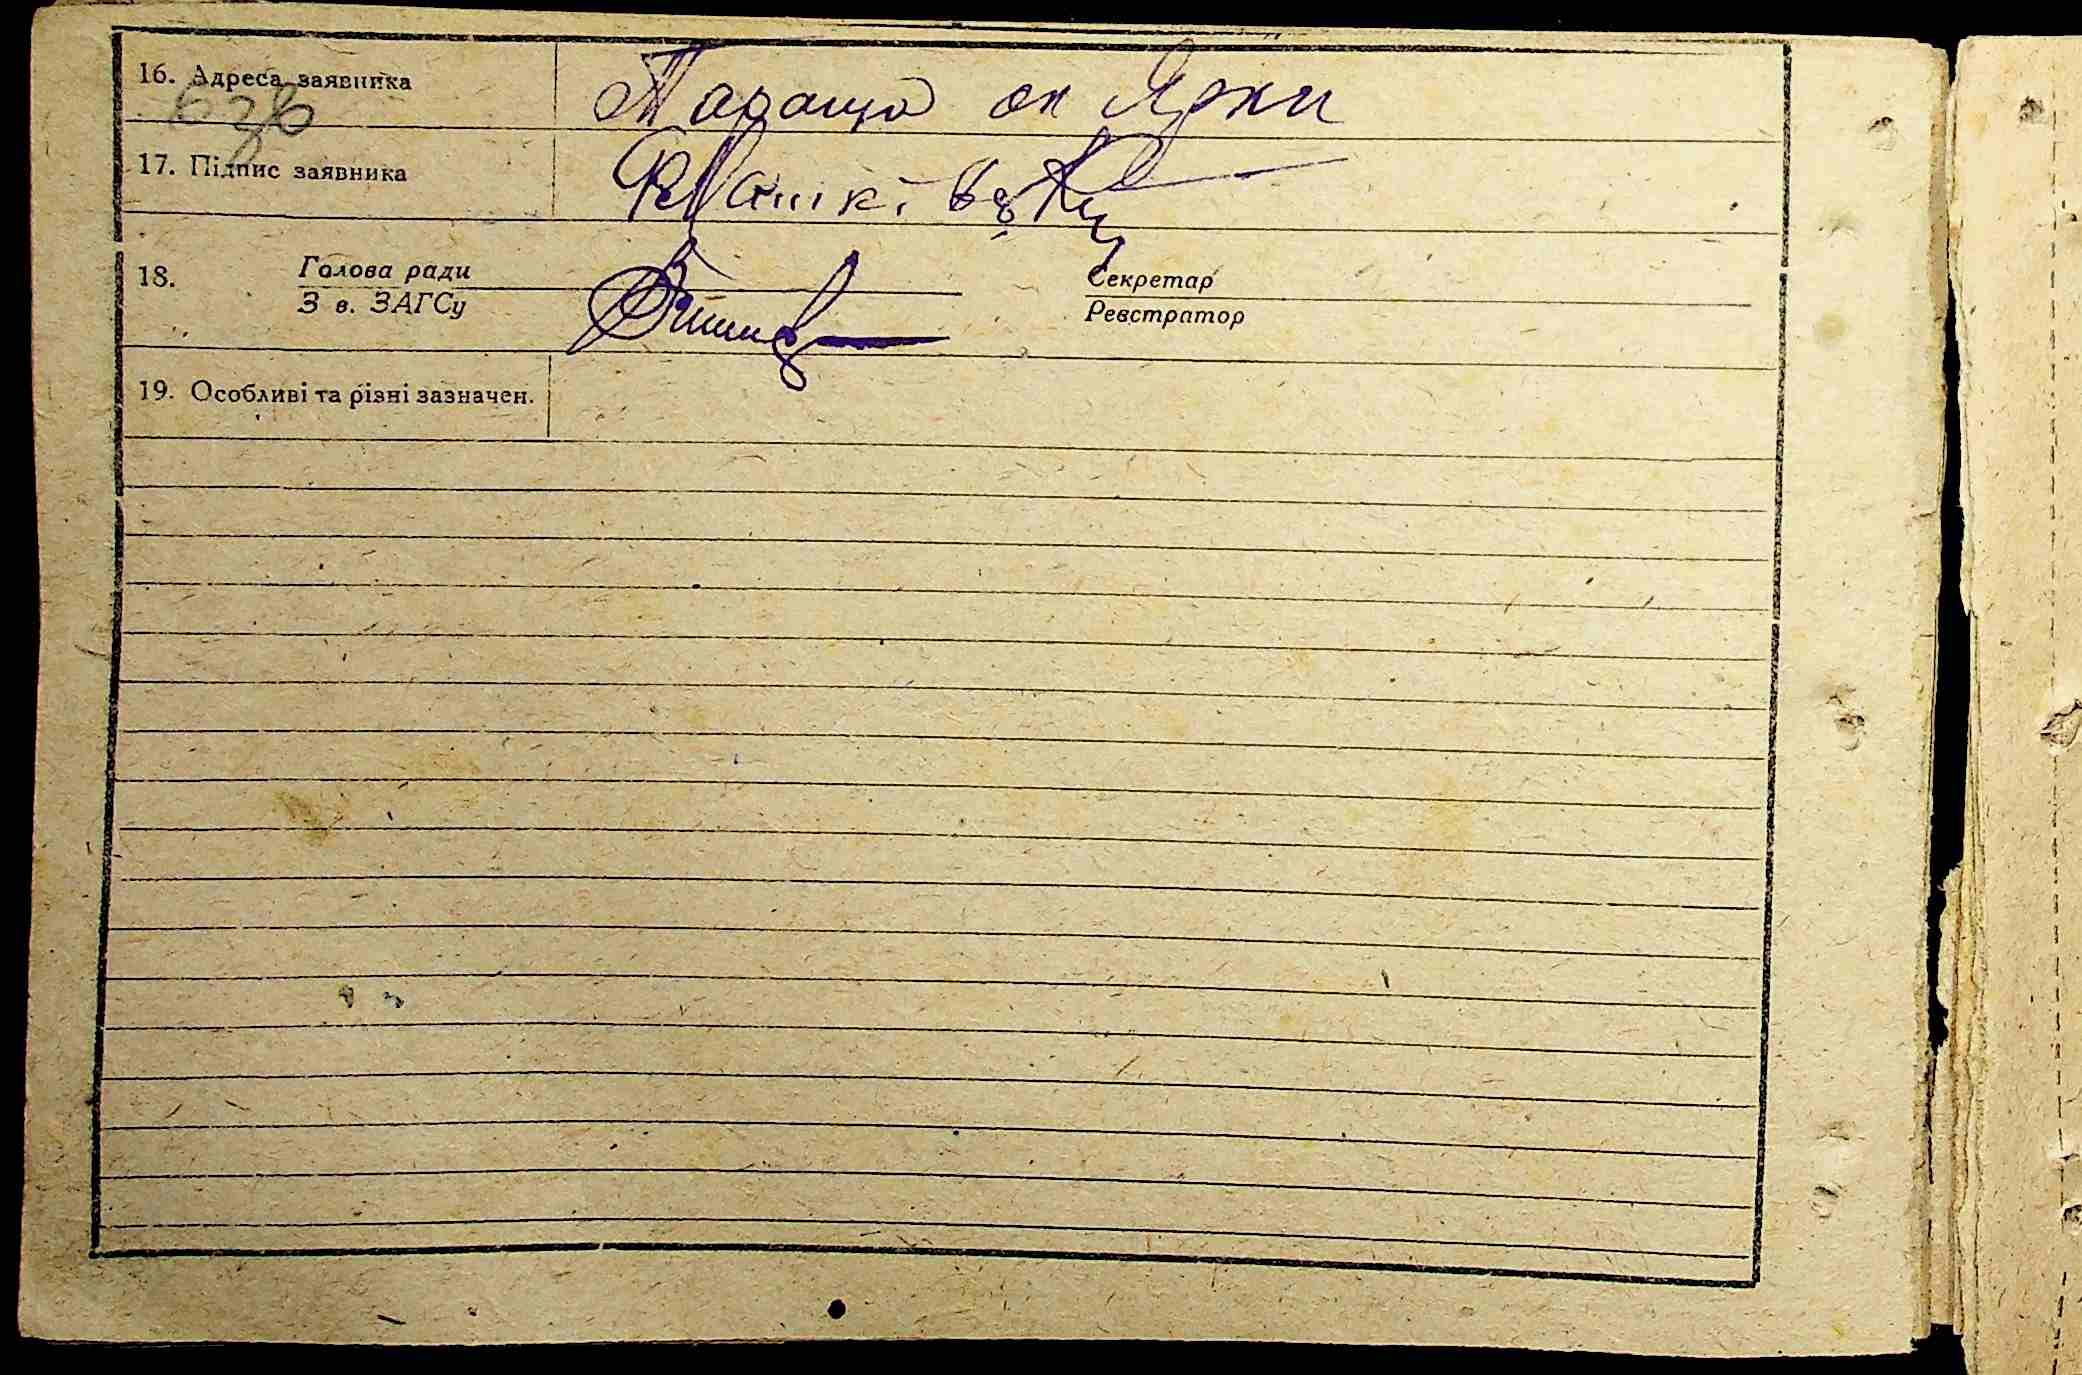 16. Адреса заявника Тараща ок Ярки
17. Підпис заявника
18. Голова ради Секретар
З в. ЗАГСу Реєстратор
19. Особливі та різні зазначен.